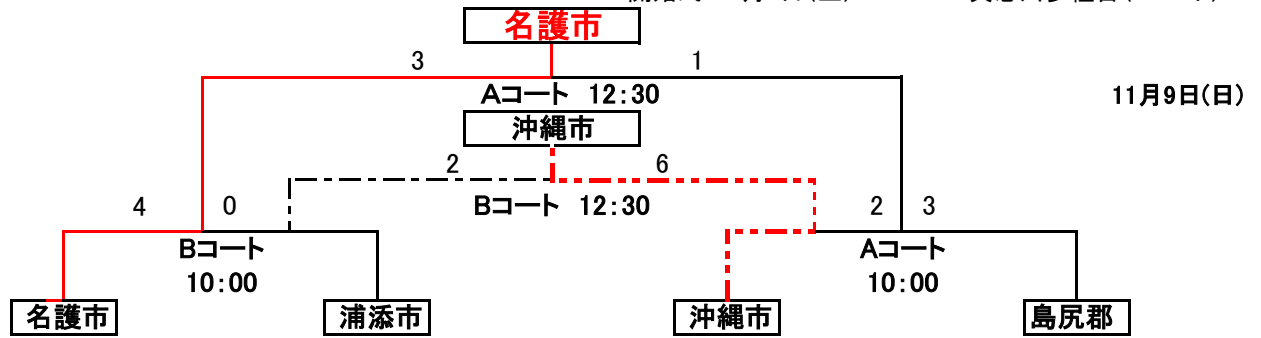 名護市
3 1
Aコート 12:30
11月9日(日)
沖縄市
2 6
Bコート 12:30
4 0
2 3
Bコート
10:00
Aコート
10:00
名護市 浦添市 沖縄市 島尻郡